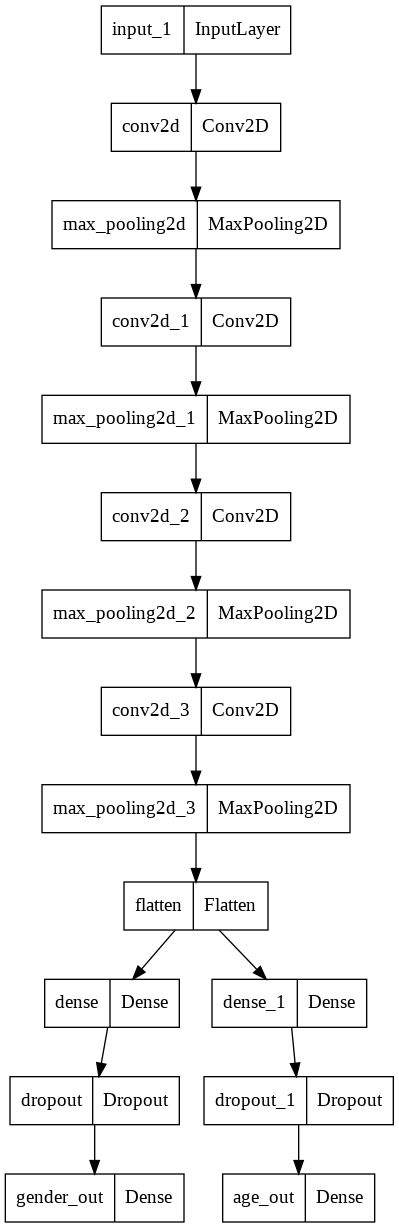 input_1 InputLayer
conv2d Conv2D
max_pooling2d MaxPooling2D
conv2d_1 Conv2D
max_pooling2d_1 MaxPooling2D
conv2d_2 Conv2D
max_pooling2d_2 MaxPooling2D
conv2d_3 Conv2D
max_pooling2d_3 MaxPooling2D
flatten Flatten
dense Dense dense_1 Dense
dropout Dropout dropout_1 Dropout
gender_out Dense age_out Dense